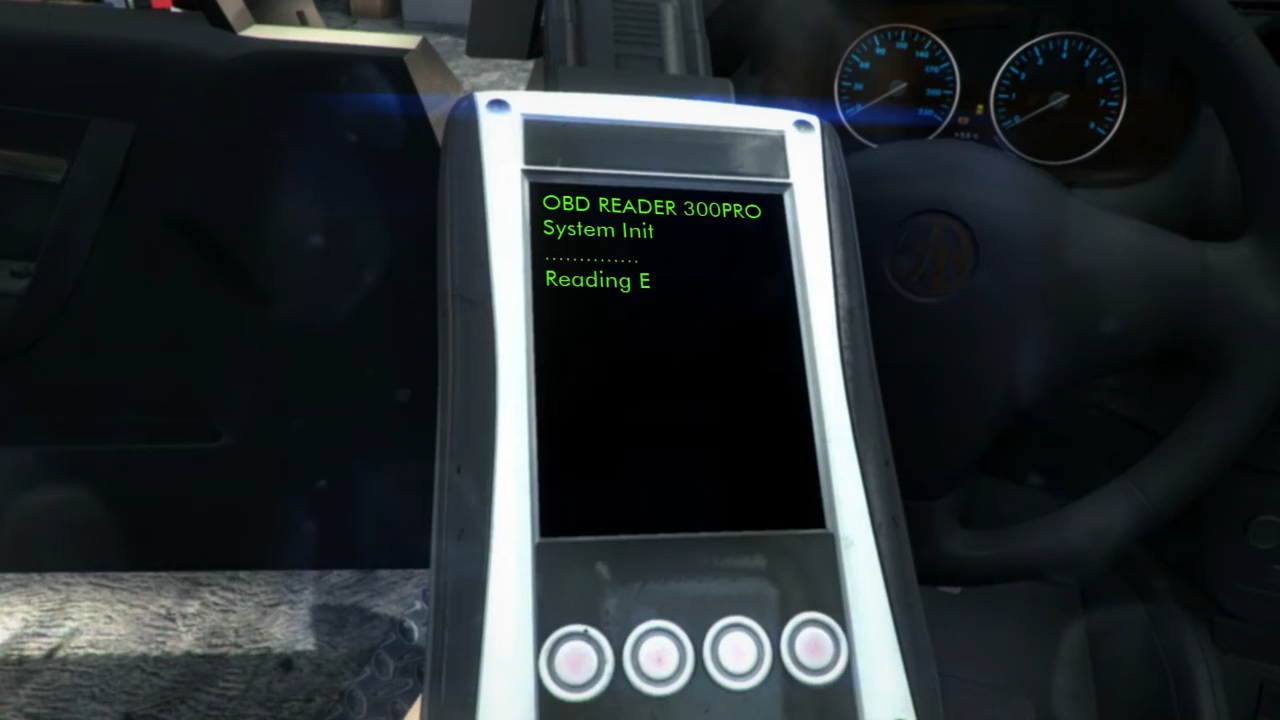 OBD READER 300PRO
System Init
..............
Reading E